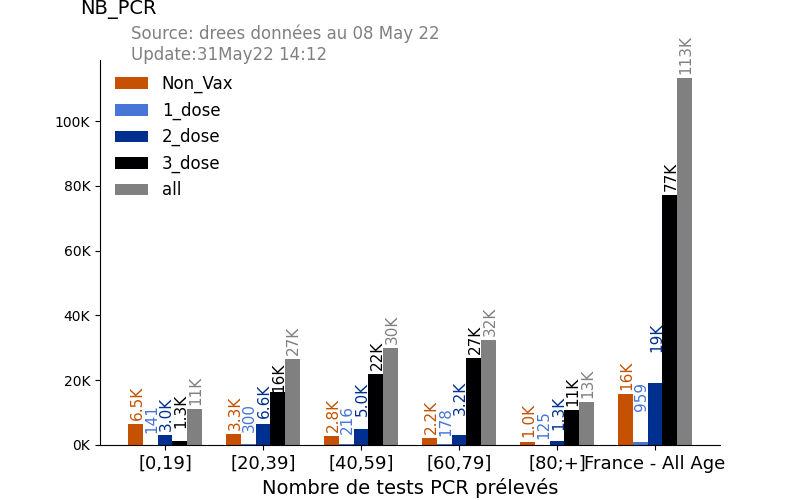 NB_PCR
Source: drees données au 08 May 22
Update:31May22 14:12
Non_Vax
1_dose
2_dose
3_dose
all
100K
80K
60K
40K
20K
0K
6.5K 141 3.0K 1.3K 11K
3.3K 300 6.6K 16K 27K
2.8K 216 5.0K 22K 30K
2.2K 178 3.2K 27K 32K
1.0K 125 1.3K 11K 13K
16K 959 19K 77K 113K
[0,19] [20,39] [40,59] [60,79] [80;+] France - All Age
Nombre de tests PCR prélevés